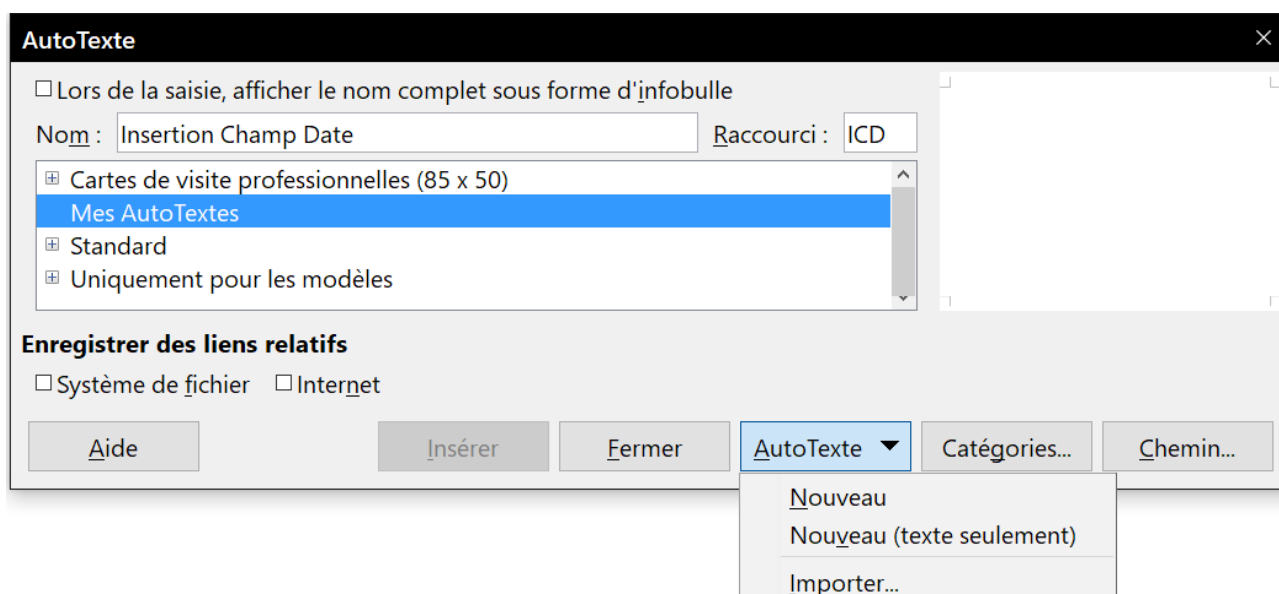 AutoTexte
Lors de la saisie, afficher le nom complet sous forme d'infobulle
Nom : Insertion Champ Date Raccourci : ICD
Cartes de visite professionnelles (85 x 50)
Mes AutoTextes
Standard
Uniquement pour les modèles
Enregistrer des liens relatifs
Système de fichier Internet
Aide Insérer Fermer AutoTexte Catégories... Chemin...
Nouveau
Nouveau (texte seulement)
Importer...